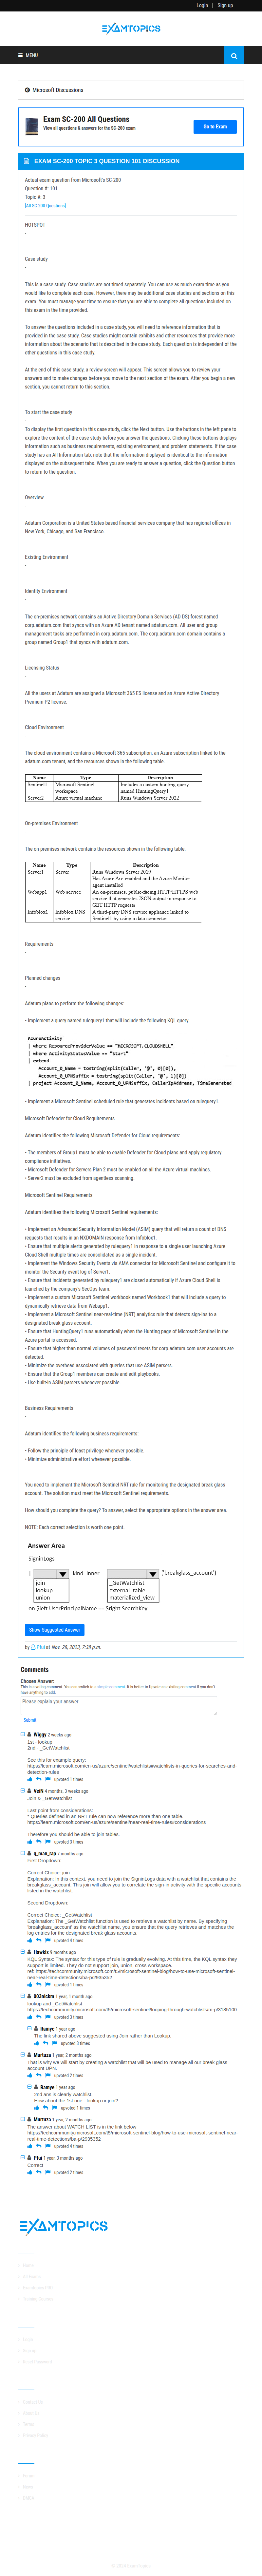 Login | Sign up
EXAMTOPICS
MENU
Microsoft Discussions
Exam SC-200 All Questions
View all questions & answers for the SC-200 exam
Go to Exam
EXAM SC-200 TOPIC 3 QUESTION 101 DISCUSSION
Actual exam question from Microsoft's SC-200
Question #: 101
Topic #: 3
[All SC-200 Questions]
HOTSPOT
-
Case study
-
This is a case study. Case studies are not timed separately. You can use as much exam time as you
would like to complete each case. However, there may be additional case studies and sections on this
exam. You must manage your time to ensure that you are able to complete all questions included on
this exam in the time provided.
To answer the questions included in a case study, you will need to reference information that is
provided in the case study. Case studies might contain exhibits and other resources that provide more
information about the scenario that is described in the case study. Each question is independent of the
other questions in this case study.
At the end of this case study, a review screen will appear. This screen allows you to review your
answers and to make changes before you move to the next section of the exam. After you begin a new
section, you cannot return to this section.
To start the case study
-
To display the first question in this case study, click the Next button. Use the buttons in the left pane to
explore the content of the case study before you answer the questions. Clicking these buttons displays
information such as business requirements, existing environment, and problem statements. If the case
study has an All Information tab, note that the information displayed is identical to the information
displayed on the subsequent tabs. When you are ready to answer a question, click the Question button
to return to the question.
Overview
-
Adatum Corporation is a United States-based financial services company that has regional offices in
New York, Chicago, and San Francisco.
Existing Environment
-
Identity Environment
-
The on-premises network contains an Active Directory Domain Services (AD DS) forest named
corp.adatum.com that syncs with an Azure AD tenant named adatum.com. All user and group
management tasks are performed in corp.adatum.com. The corp.adatum.com domain contains a
group named Group1 that syncs with adatum.com.
Licensing Status
-
All the users at Adatum are assigned a Microsoft 365 ES license and an Azure Active Directory
Premium P2 license.
Cloud Environment
-
The cloud environment contains a Microsoft 365 subscription, an Azure subscription linked to the
adatum.com tenant, and the resources shown in the following table.
Name Type Description
Sentinel1 Microsoft Sentinel workspace Includes a custom hunting query named HuntingQuery1
Server2 Azure virtual machine Runs Windows Server 2022
On-premises Environment
-
The on-premises network contains the resources shown in the following table.
Name Type Description
Server1 Server Runs Windows Server 2019
Has Azure Arc-enabled and the Azure Monitor agent installed
Webapp1 Web service An on-premises, public-facing HTTP/HTTPS web service that generates JSON output in response to GET HTTP requests
Infoblox1 Infoblox DNS service A third-party DNS service appliance linked to Sentinel1 by using a data connector
Requirements
-
Planned changes
-
Adatum plans to perform the following changes:
• Implement a query named rulequery1 that will include the following KQL query.
AzureActivity
| where ResourceProviderValue == "MICROSOFT.CLOUDSHELL"
| where ActivityStatusValue == "Start"
| extend
Account_0_Name = tostring(split(Caller, '@', 0)[0]),
Account_0_UPNSuffix = tostring(split(Caller, '@', 1)[0])
| project Account_0_Name, Account_0_UPNSuffix, CallerIpAddress, TimeGenerated
• Implement a Microsoft Sentinel scheduled rule that generates incidents based on rulequery1.
Microsoft Defender for Cloud Requirements
Adatum identifies the following Microsoft Defender for Cloud requirements:
• The members of Group1 must be able to enable Defender for Cloud plans and apply regulatory
compliance initiatives.
• Microsoft Defender for Servers Plan 2 must be enabled on all the Azure virtual machines.
• Server2 must be excluded from agentless scanning.
Microsoft Sentinel Requirements
Adatum identifies the following Microsoft Sentinel requirements:
• Implement an Advanced Security Information Model (ASIM) query that will return a count of DNS
requests that results in an NXDOMAIN response from Infoblox1.
• Ensure that multiple alerts generated by rulequery1 in response to a single user launching Azure
Cloud Shell multiple times are consolidated as a single incident.
• Implement the Windows Security Events via AMA connector for Microsoft Sentinel and configure it to
monitor the Security event log of Server1.
• Ensure that incidents generated by rulequery1 are closed automatically if Azure Cloud Shell is
launched by the company's SecOps team.
• Implement a custom Microsoft Sentinel workbook named Workbook1 that will include a query to
dynamically retrieve data from Webapp1.
• Implement a Microsoft Sentinel near-real-time (NRT) analytics rule that detects sign-ins to a
designated break glass account.
• Ensure that HuntingQuery1 runs automatically when the Hunting page of Microsoft Sentinel in the
Azure portal is accessed.
• Ensure that higher than normal volumes of password resets for corp.adatum.com user accounts are
detected.
• Minimize the overhead associated with queries that use ASIM parsers.
• Ensure that the Group1 members can create and edit playbooks.
• Use built-in ASIM parsers whenever possible.
Business Requirements
-
Adatum identifies the following business requirements:
• Follow the principle of least privilege whenever possible.
• Minimize administrative effort whenever possible.
You need to implement the Microsoft Sentinel NRT rule for monitoring the designated break glass
account. The solution must meet the Microsoft Sentinel requirements.
How should you complete the query? To answer, select the appropriate options in the answer area.
NOTE: Each correct selection is worth one point.
Answer Area
SigninLogs
| kind=inner ('breakglass_account')
join _GetWatchlist
lookup external_table
union materialized_view
on $left.UserPrincipalName == $right.SearchKey
Show Suggested Answer
by Pfui at Nov. 28, 2023, 7:38 p.m.
Comments
Chosen Answer:
This is a voting comment. You can switch to a simple comment. It is better to Upvote an existing comment if you don't
have anything to add.
Please explain your answer
Submit
Wiggy 2 weeks ago
1st - lookup
2nd - _GetWatchlist
See this for example query:
https://learn.microsoft.com/en-us/azure/sentinel/watchlists#watchlists-in-queries-for-searches-and-
detection-rules
upvoted 1 times
VeiN 4 months, 3 weeks ago
Join & _GetWatchlist
Last point from considerations:
A query defined in an NRT rule can now reference more than one table.
https://learn.microsoft.com/en-us/azure/sentinel/near-real-time-rules#considerations
Therefore you should be able to join tables.
upvoted 3 times
g_man_rap 7 months ago
First Dropdown:
Correct Choice: join
Explanation: In this context, you need to join the SigninLogs data with a watchlist that contains the
breakglass_account. This join will allow you to correlate the sign-in activity with the specific accounts
listed in the watchlist.
Second Dropdown:
Correct Choice: _GetWatchlist
Explanation: The _GetWatchlist function is used to retrieve a watchlist by name. By specifying
'breakglass_account', you are ensuring that the query retrieves and uses the watchlist that contains
the designated break glass accounts.
upvoted 4 times
Hawklx 9 months ago
KQL Syntax: The syntax for this type of rule is gradually evolving. At this time, the KQL syntax they
support is limited.
ref: https://techcommunity.microsoft.com/t5/microsoft-sentinel-blog/how-to-use-microsoft-sentinel-
near-real-time-rules/ba-p/2935352
upvoted 1 times
003nickm 1 year, 1 month ago
lookup and _GetWatchlist
upvoted 3 times
Ramye 1 year ago
The link shared above suggested using Join rather than Lookup.
upvoted 3 times
Murtuza 1 year, 2 months ago
That is why we will start by creating a watchlist that will be used to manage all our break glass
account UPN.
upvoted 2 times
Ramye 1 year ago
2nd ans is clearly watchlist.
How about the 1st one - lookup or join?
upvoted 1 times
Murtuza 1 year, 2 months ago
The answer about WATCH LIST is in the link below
https://techcommunity.microsoft.com/t5/microsoft-sentinel-blog/how-to-use-microsoft-sentinel-near-
real-time-detections/ba-p/2935352
upvoted 4 times
Pfui 1 year, 3 months ago
Correct
upvoted 2 times
EXAMTOPICS